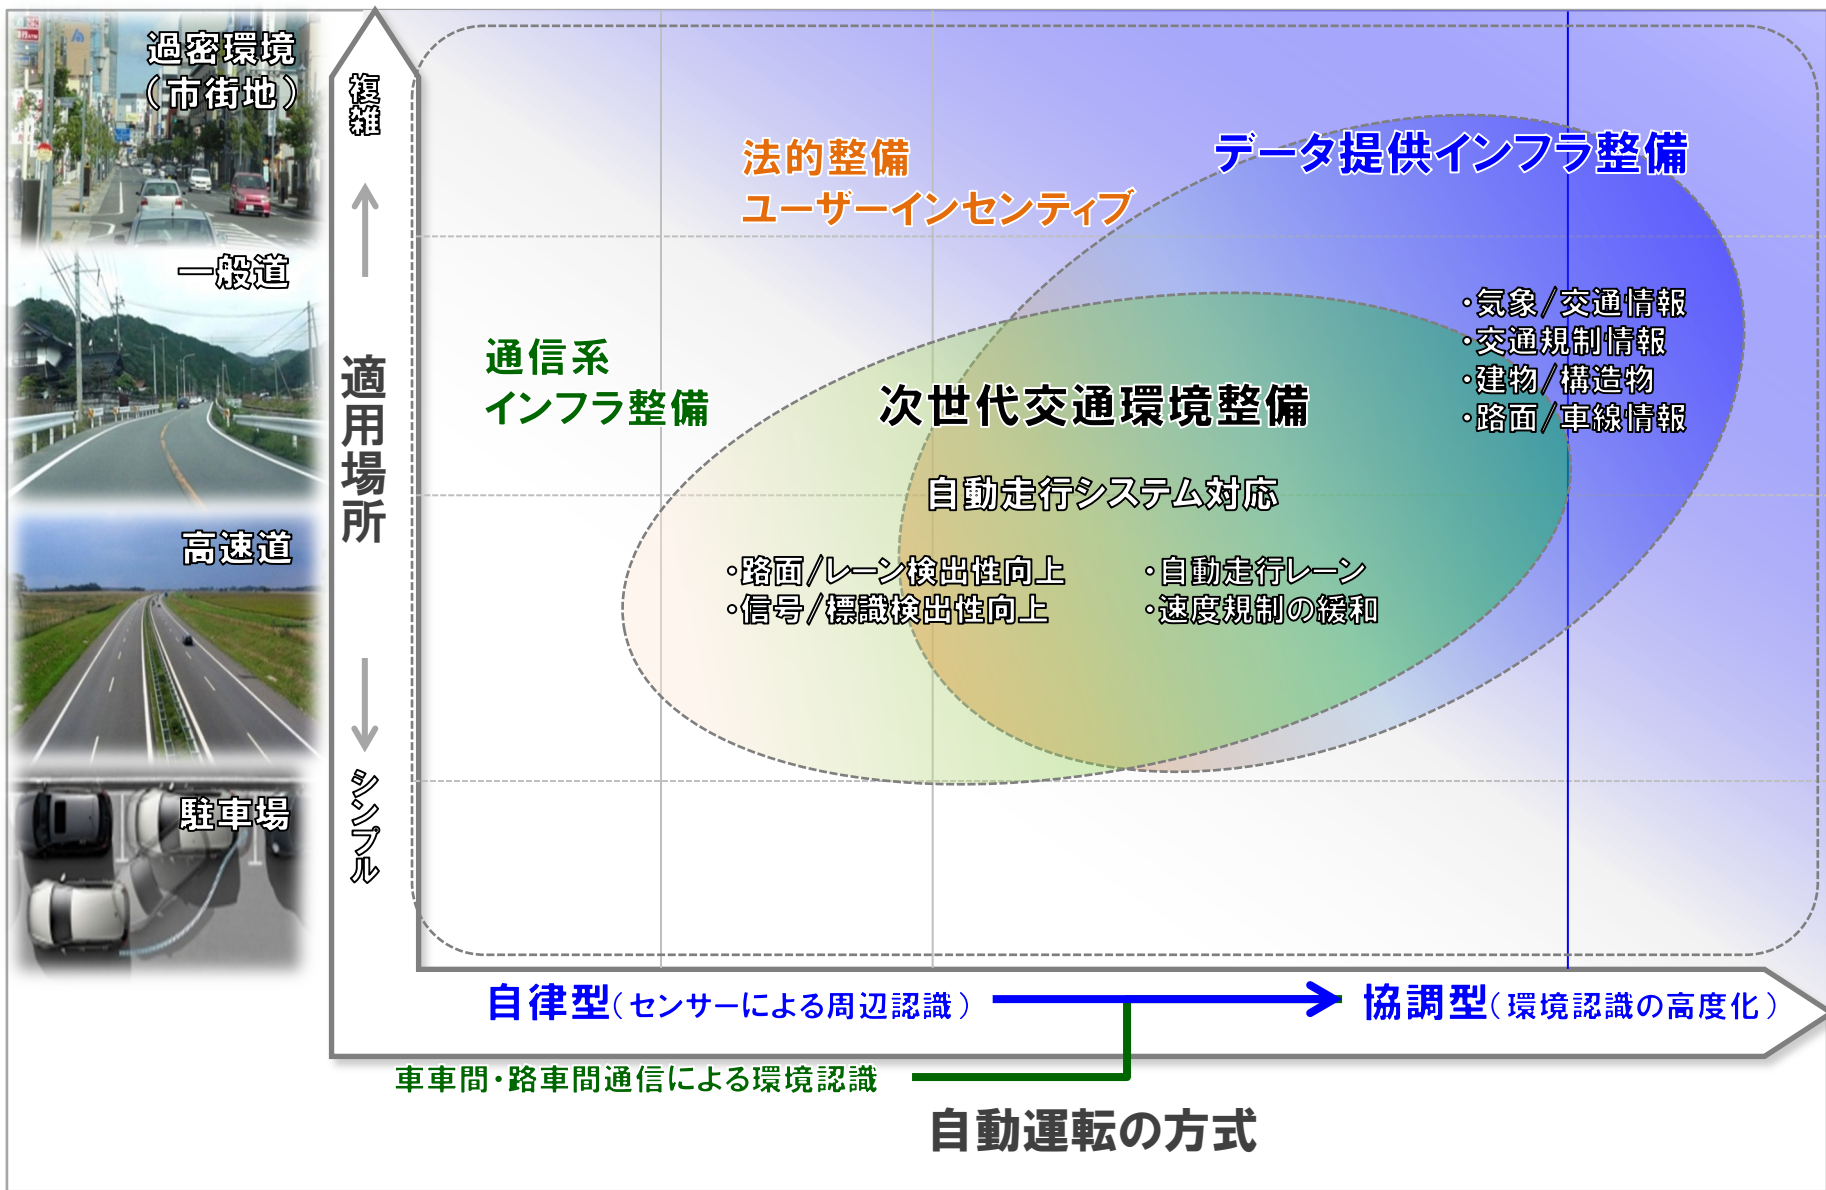 過密環境
（市街地）
一般道
高速道
駐車場
複雑
適用場所
シンプル
法的整備
ユーザーインセンティブ
データ提供インフラ整備
・気象/交通情報
・交通規制情報
・建物/構造物
・路面/車線情報
通信系
インフラ整備
次世代交通環境整備
自動走行システム対応
・路面/レーン検出性向上
・信号/標識検出性向上
・自動走行レーン
・速度規制の緩和
自律型（センサーによる周辺認識）
協調型（環境認識の高度化）
車車間・路車間通信による環境認識
自動運転の方式